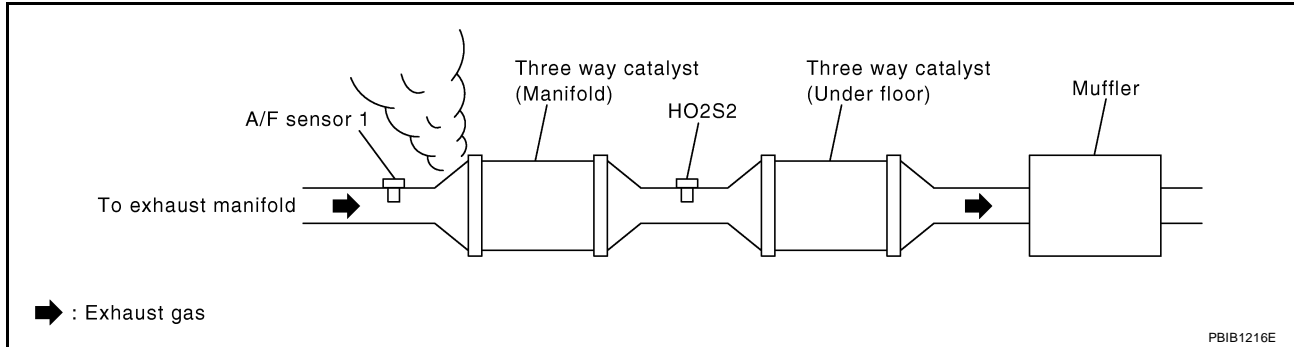 Three way catalyst
(Manifold)
Three way catalyst
(Under floor)
Muffler
HO2S2
A/F sensor 1
To exhaust manifold
: Exhaust gas
PBIB1216E